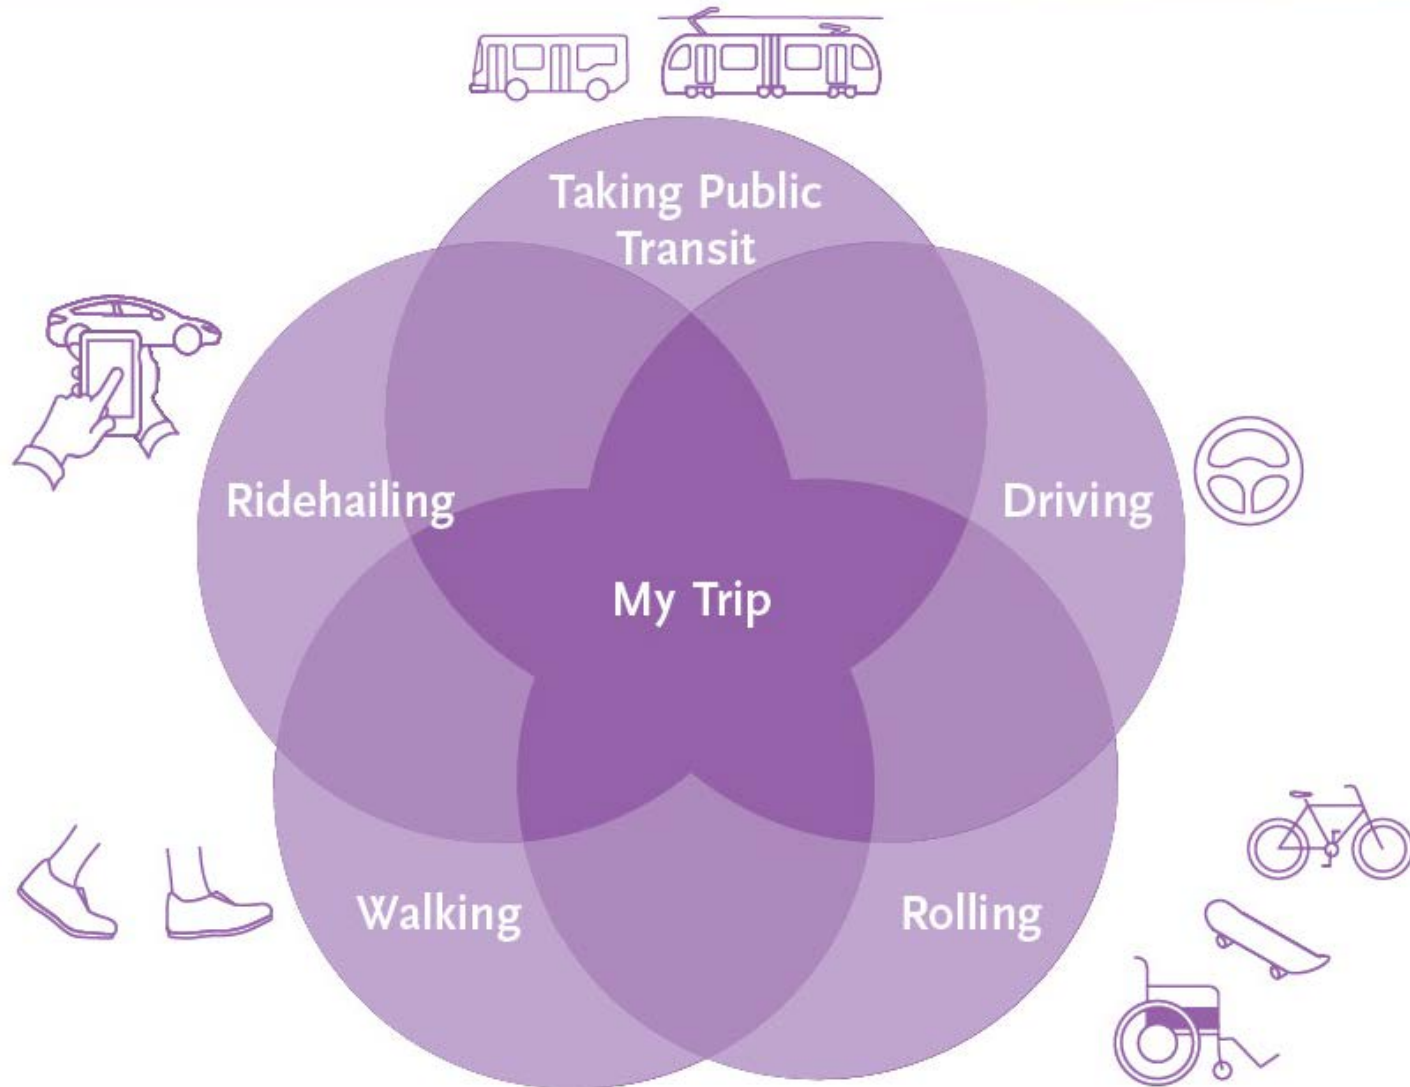 Taking Public
Transit
Ridehailing
Driving
My Trip
Walking
Rolling